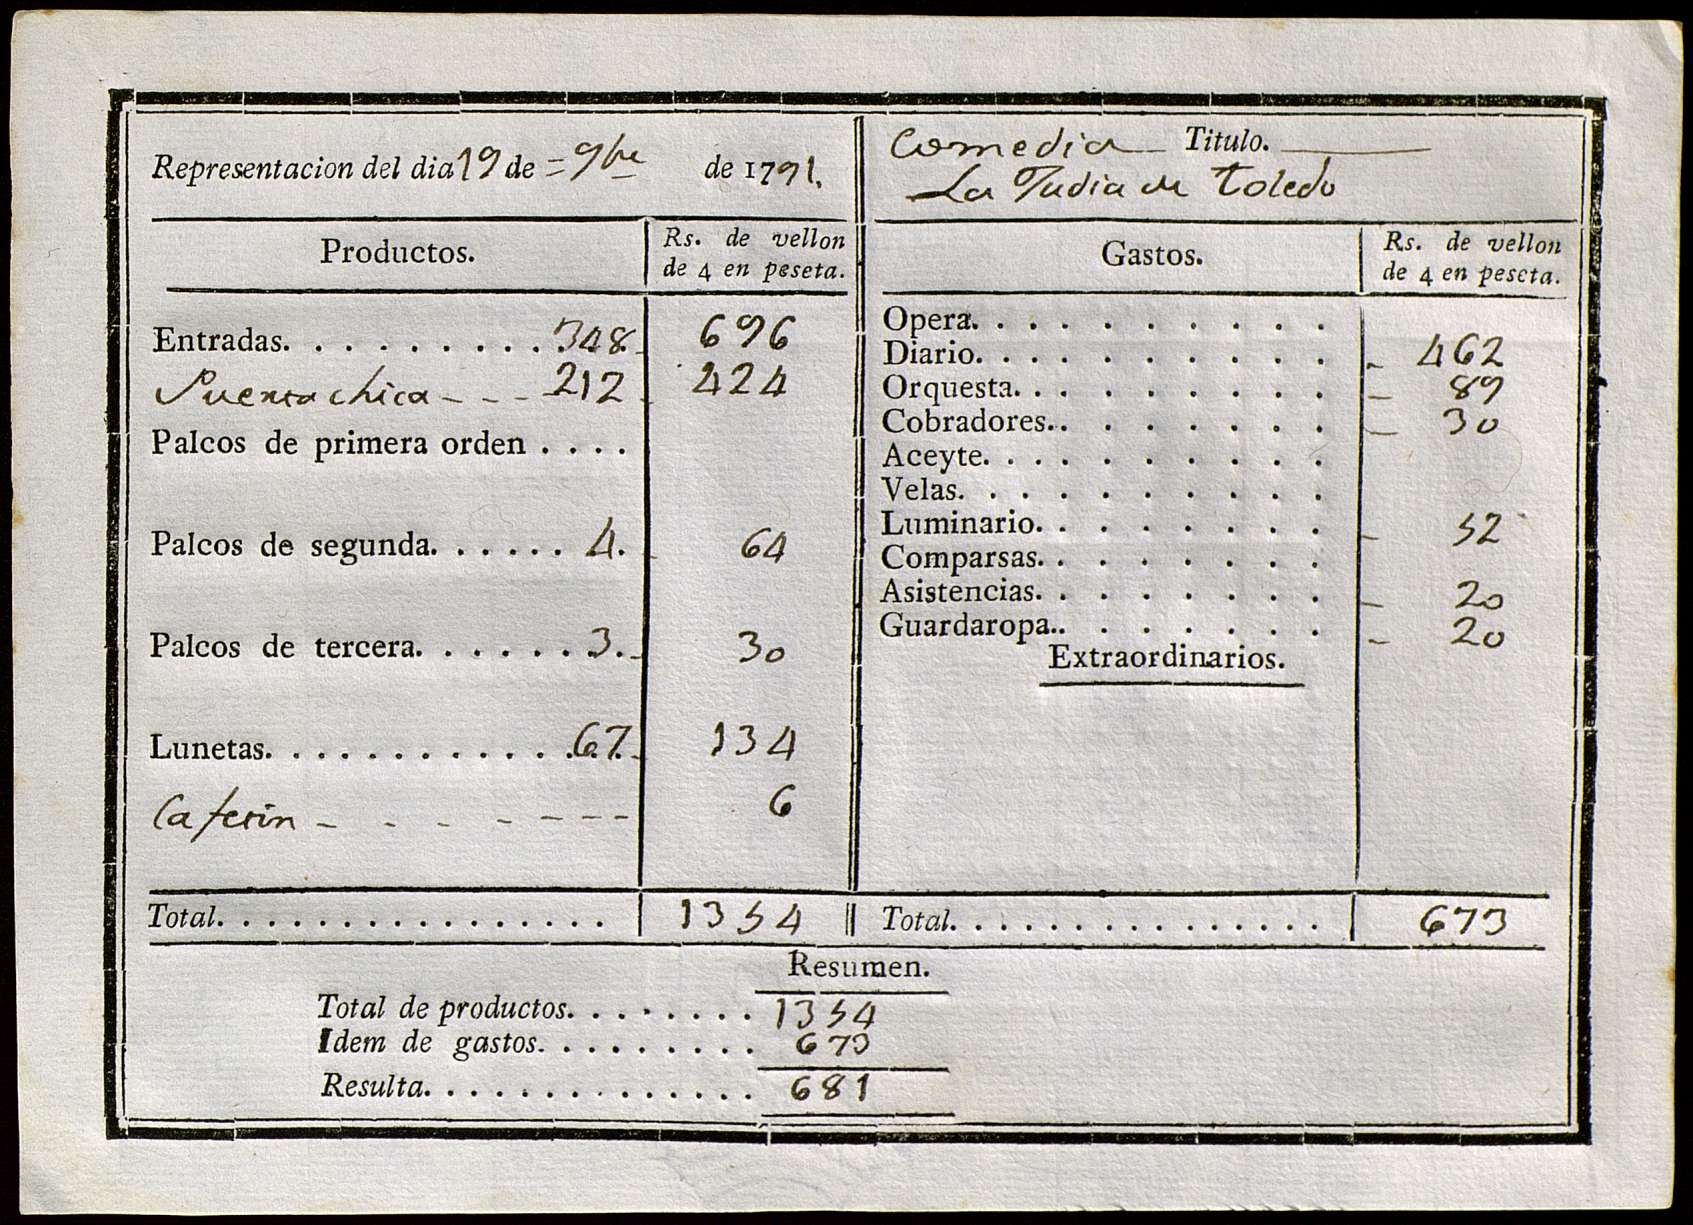 Representacion del dia 19 de = 9bre de 1791.
Comedia Titulo.
La Judia de Toledo
Productos.
Rs. de vellon
de 4 en peseta.
Entradas. . . . . . . . . . . 348 696
Puerta chica - - - 212 424
Palcos de primera orden . . . .
Palcos de segunda. . . . . . 4. 64
Palcos de tercera. . . . . . . 3. 30
Lunetas. . . . . . . . . . . . 67. 134
Caferin - - - - - - - - 6
Total. . . . . . . . . . . . . . . . 1354
Gastos.
Rs. de vellon
de 4 en peseta.
Opera. . . . . . . . . . .
Diario. . . . . . . . . . . 462
Orquesta. . . . . . . . . . 89
Cobradores. . . . . . . . . 30
Aceyte. . . . . . . . . . .
Velas. . . . . . . . . . .
Luminario. . . . . . . . . 52
Comparsas. . . . . . . . .
Asistencias. . . . . . . . . 20
Guardaropa. . . . . . . . . 20
Extraordinarios.
Total. . . . . . . . . . . . . . . . 673
Resumen.
Total de productos. . . . . . . . 1354
Idem de gastos. . . . . . . . . 673
Resulta. . . . . . . . . . . . . . 681